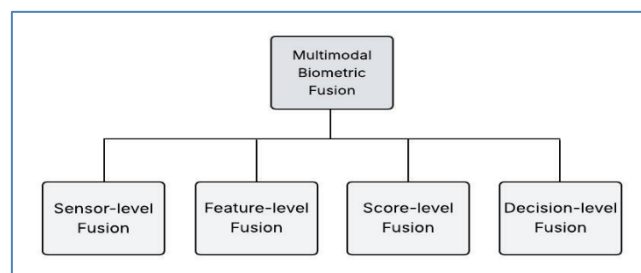 Multimodal
Biometric
Fusion
Sensor-level
Fusion
Feature-level
Fusion
Score-level
Fusion
Decision-level
Fusion